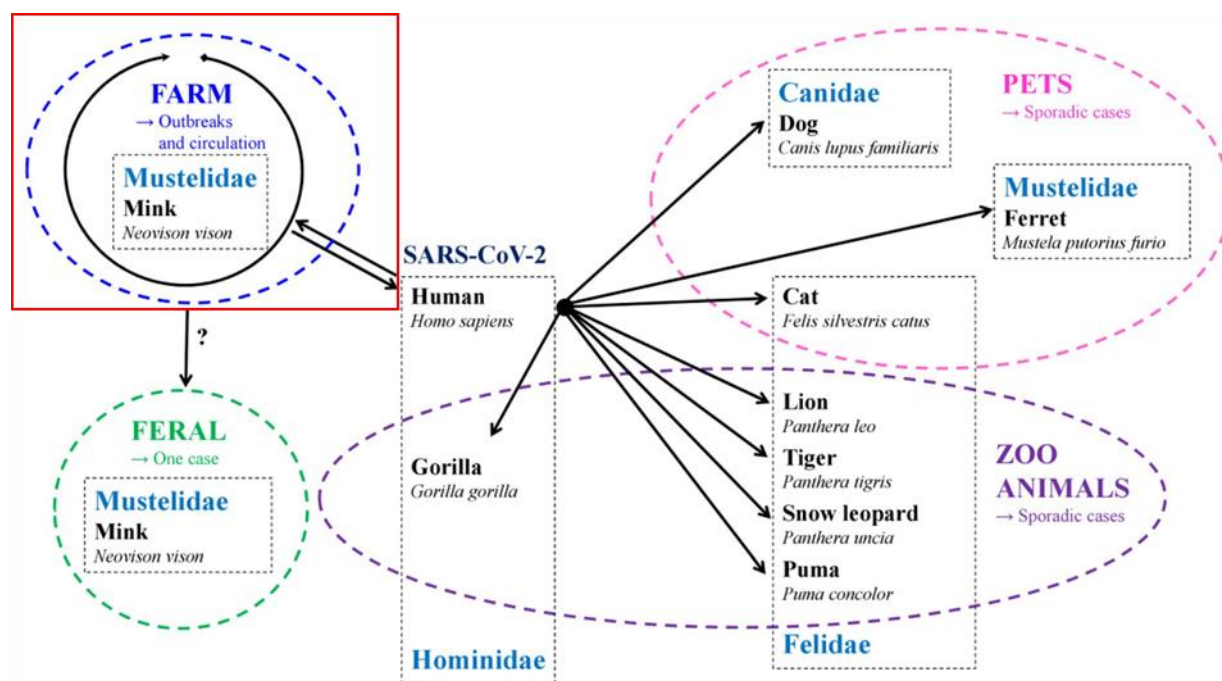 FARM
→ Outbreaks
and circulation
Mustelidae
Mink
Neovison vison
?
FERAL
→ One case
Mustelidae
Mink
Neovison vison
SARS-CoV-2
Human
Homo sapiens
Gorilla
Gorilla gorilla
Hominidae
Canidae
Dog
Canis lupus familiaris
PETS
→ Sporadic cases
Mustelidae
Ferret
Mustela putorius furio
Cat
Felis silvestris catus
Lion
Panthera leo
Tiger
Panthera tigris
Snow leopard
Panthera uncia
Puma
Puma concolor
Felidae
ZOO
ANIMALS
→ Sporadic cases